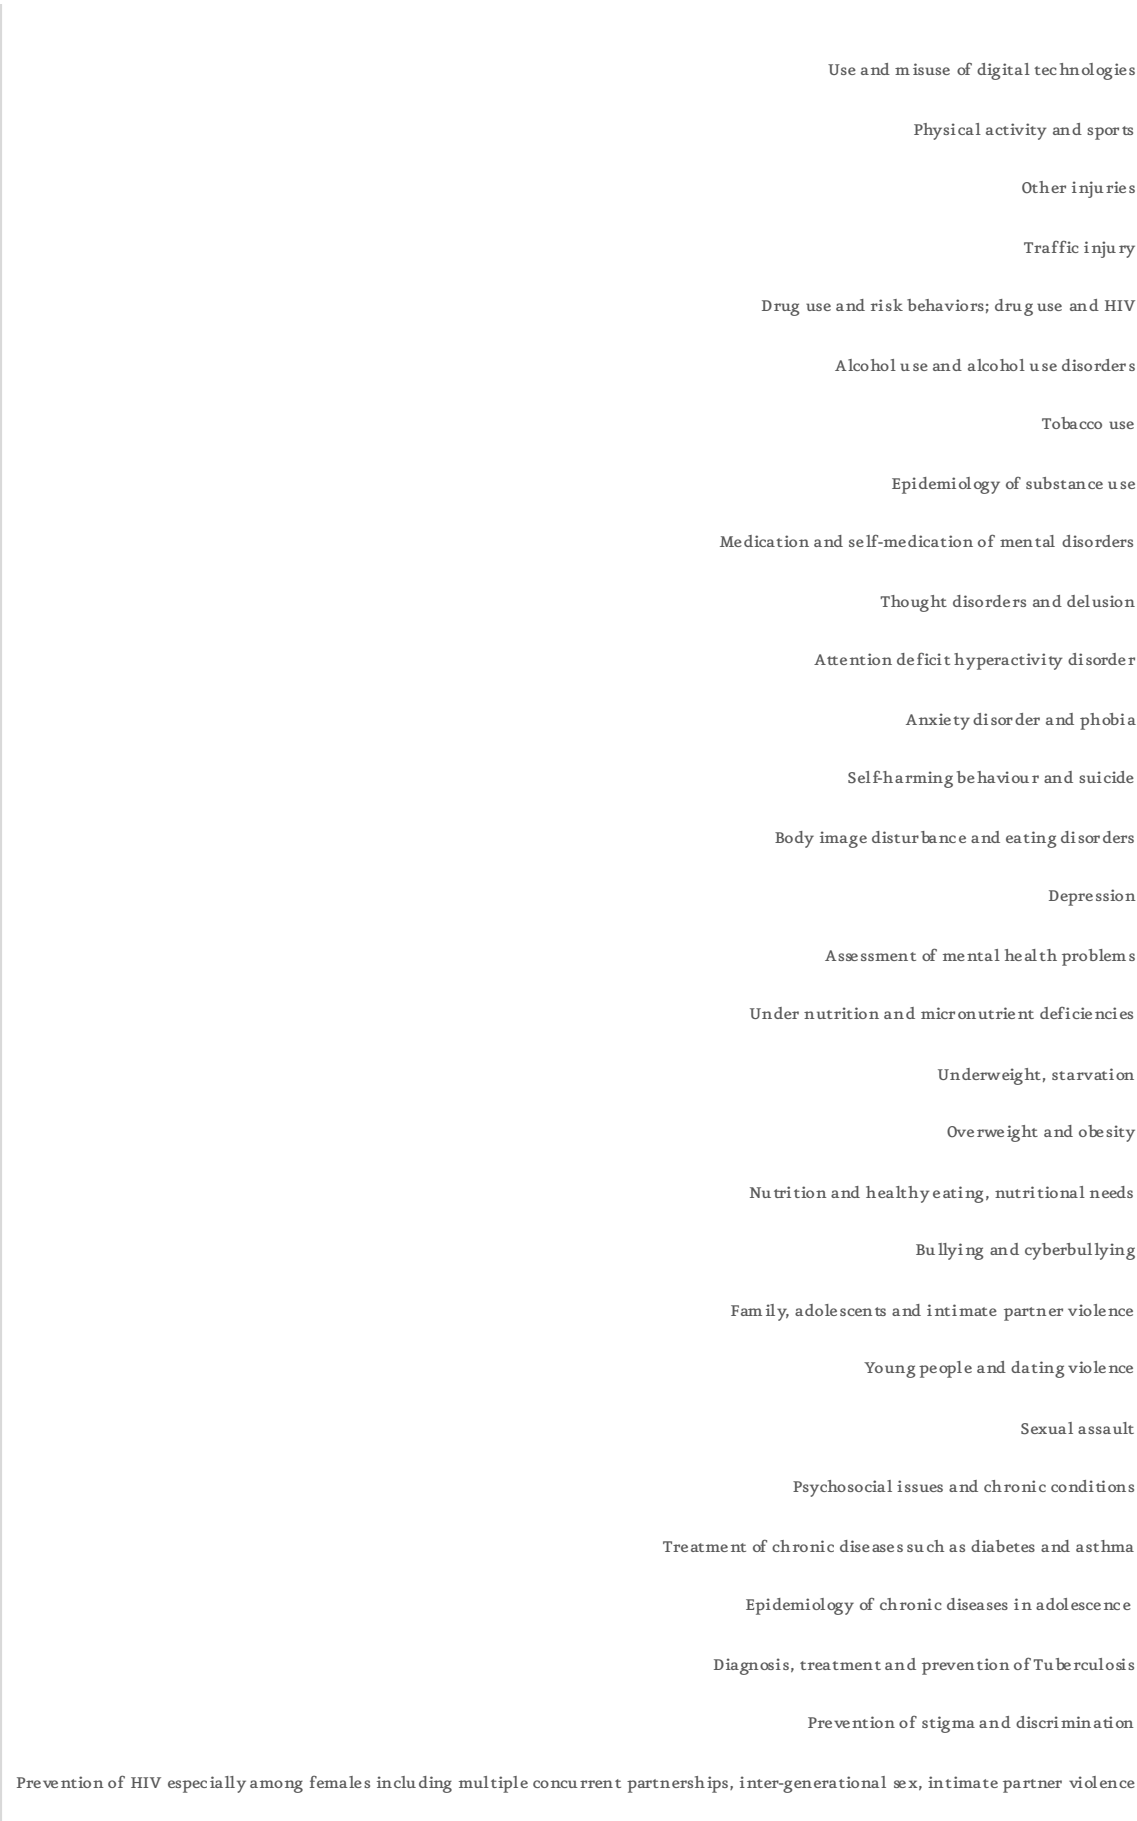 Use and misuse of digital technologies
Physical activity and sports
Other injuries
Traffic injury
Drug use and risk behaviors; drug use and HIV
Alcohol use and alcohol use disorders
Tobacco use
Epidemiology of substance use
Medication and self-medication of mental disorders
Thought disorders and delusion
Attention deficit hyperactivity disorder
Anxiety disorder and phobia
Self-harming behaviour and suicide
Body image disturbance and eating disorders
Depression
Assessment of mental health problems
Under nutrition and micronutrient deficiencies
Underweight, starvation
Overweight and obesity
Nutrition and healthy eating, nutritional needs
Bullying and cyberbullying
Family, adolescents and intimate partner violence
Young people and dating violence
Sexual assault
Psychosocial issues and chronic conditions
Treatment of chronic diseases such as diabetes and asthma
Epidemiology of chronic diseases in adolescence
Diagnosis, treatment and prevention of Tuberculosis
Prevention of stigma and discrimination
Prevention of HIV especially among females including multiple concurrent partnerships, inter-generational sex, intimate partner violence